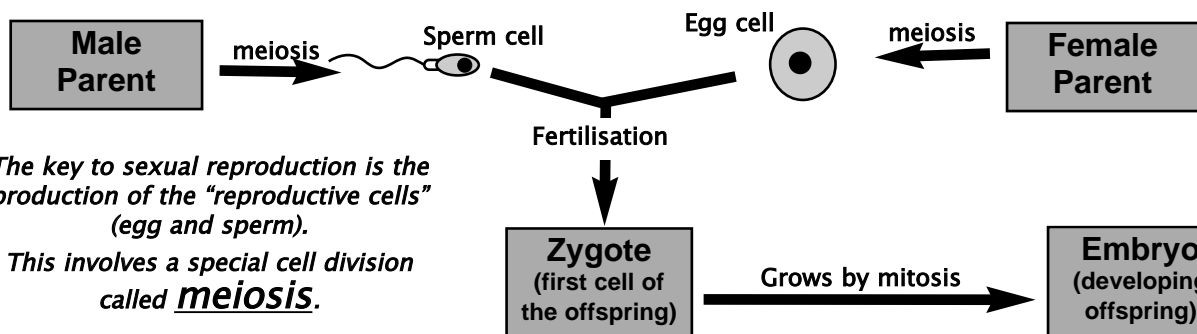 Male
Parent
meiosis
Sperm cell
Egg cell
meiosis
Female
Parent
Fertilisation
The key to sexual reproduction is the
production of the “reproductive cells”
(egg and sperm).
This involves a special cell division
called meiosis.
Zygote
(first cell of
the offspring)
Grows by mitosis
Embryo
(developing
offspring)